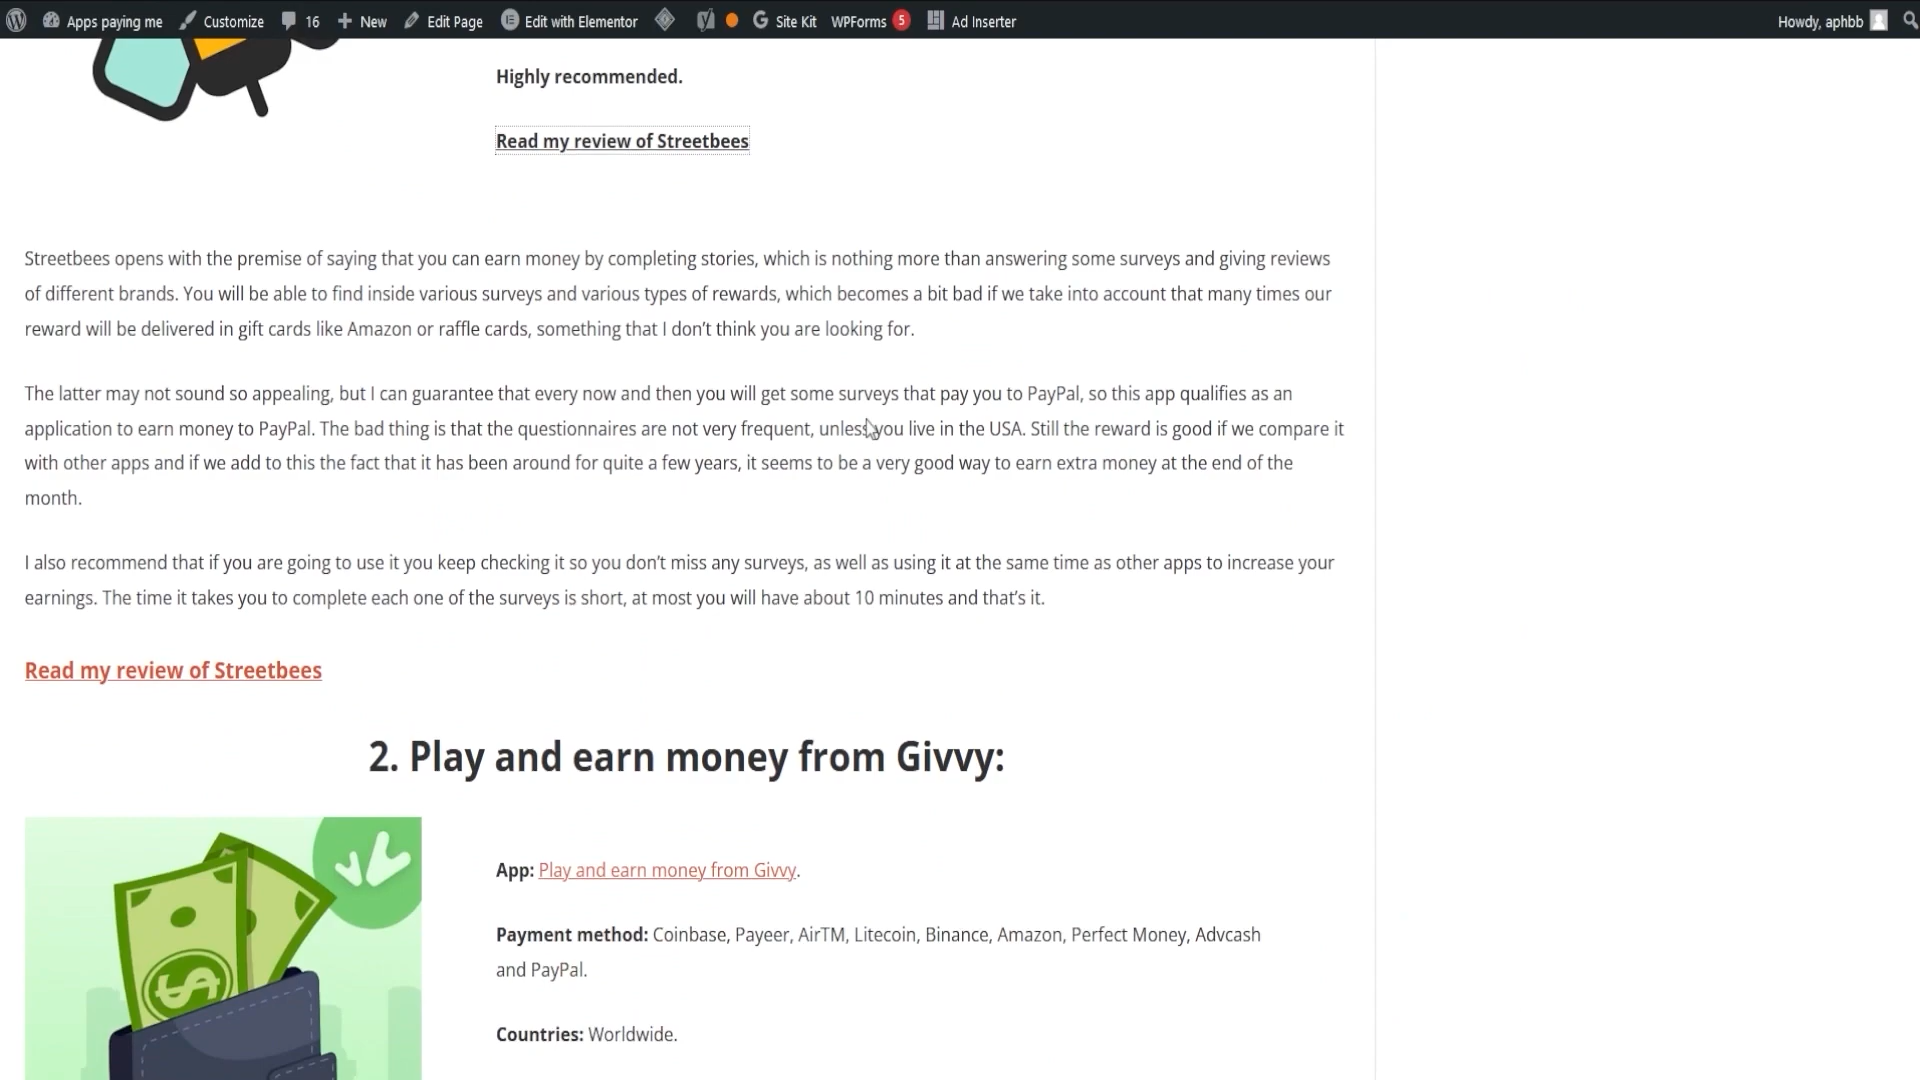 Apps paying me Customize 16 New Edit Page Edit with Elementor Site Kit WPForms 5 Ad Inserter Howdy, aphbb
Highly recommended.
Read my review of Streetbees
Streetbees opens with the premise of saying that you can earn money by completing stories, which is nothing more than answering some surveys and giving reviews
of different brands. You will be able to find inside various surveys and various types of rewards, which becomes a bit bad if we take into account that many times our
reward will be delivered in gift cards like Amazon or raffle cards, something that I don’t think you are looking for.
The latter may not sound so appealing, but I can guarantee that every now and then you will get some surveys that pay you to PayPal, so this app qualifies as an
application to earn money to PayPal. The bad thing is that the questionnaires are not very frequent, unless you live in the USA. Still the reward is good if we compare it
with other apps and if we add to this the fact that it has been around for quite a few years, it seems to be a very good way to earn extra money at the end of the
month.
I also recommend that if you are going to use it you keep checking it so you don’t miss any surveys, as well as using it at the same time as other apps to increase your
earnings. The time it takes you to complete each one of the surveys is short, at most you will have about 10 minutes and that’s it.
Read my review of Streetbees
2. Play and earn money from Givvy:
App: Play and earn money from Givvy.
Payment method: Coinbase, Payeer, AirTM, Litecoin, Binance, Amazon, Perfect Money, Advcash
and PayPal.
Countries: Worldwide.